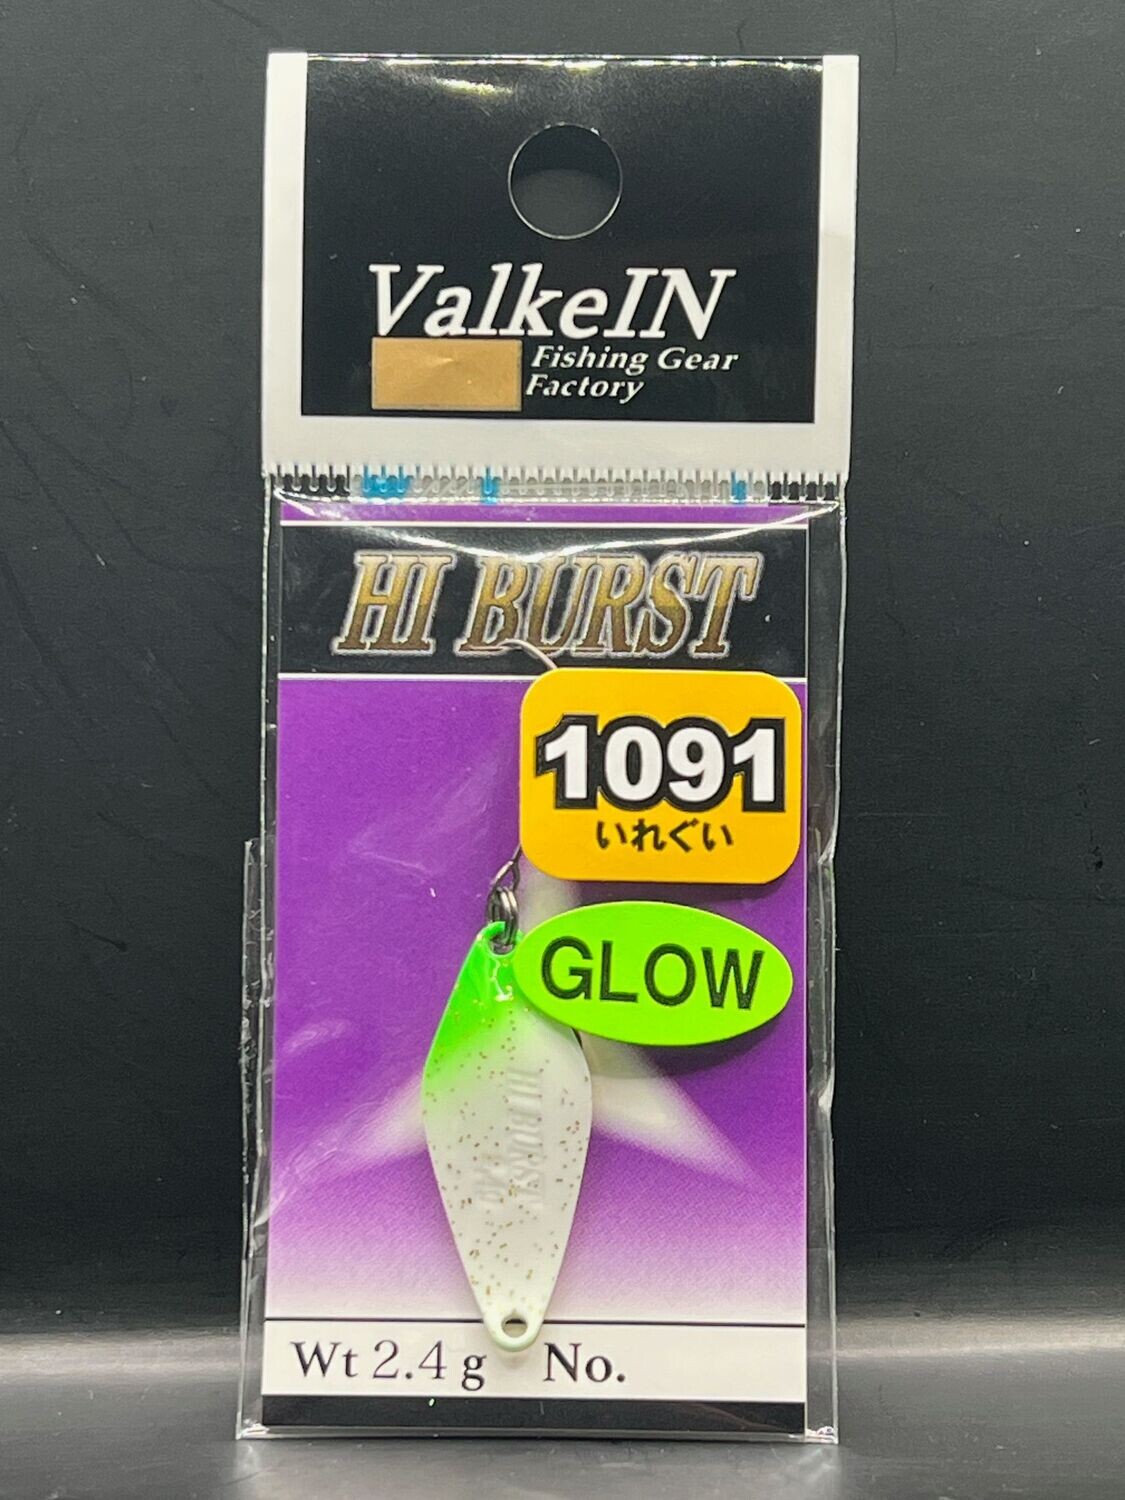 ValkeIN
Fishing Gear
Factory
HI BURST
1091
いれぐい
GLOW
HI BURST
Wt 2.4 g No.